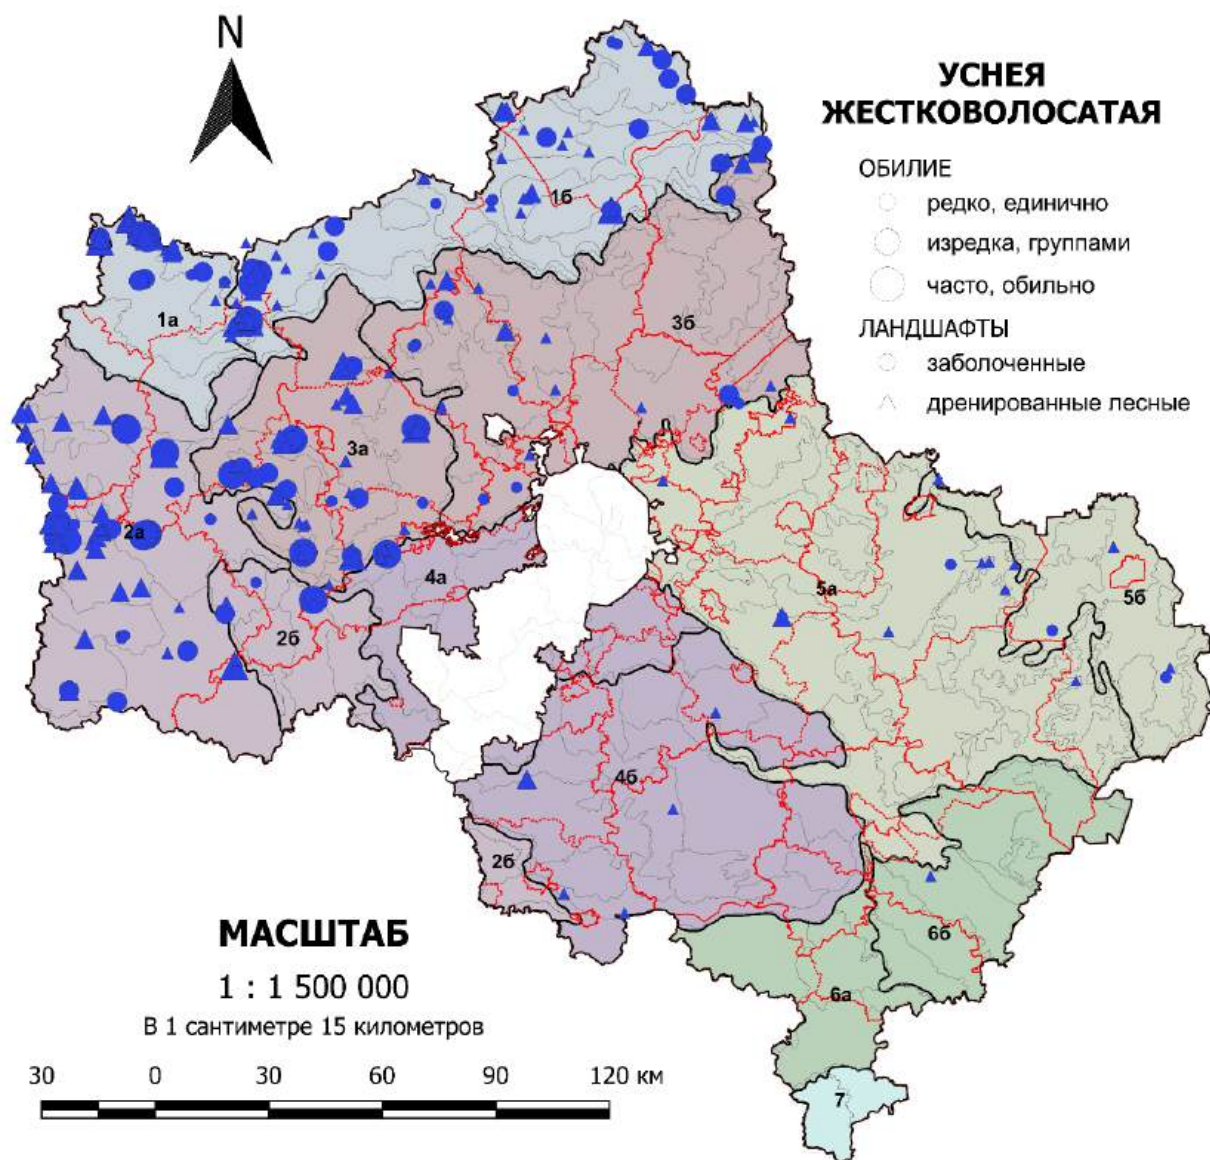 N
УСНЕЯ
ЖЕСТКОВОЛОСАТАЯ
ОБИЛИЕ
редко, единично
изредка, группами
часто, обильно
ЛАНДШАФТЫ
заболоченные
дренированные лесные
1б
1а
3б
3а
2а
4а
2б
5а
5б
4б
2б
6б
6а
7
МАСШТАБ
1 : 1 500 000
В 1 сантиметре 15 километров
30 0 30 60 90 120 км